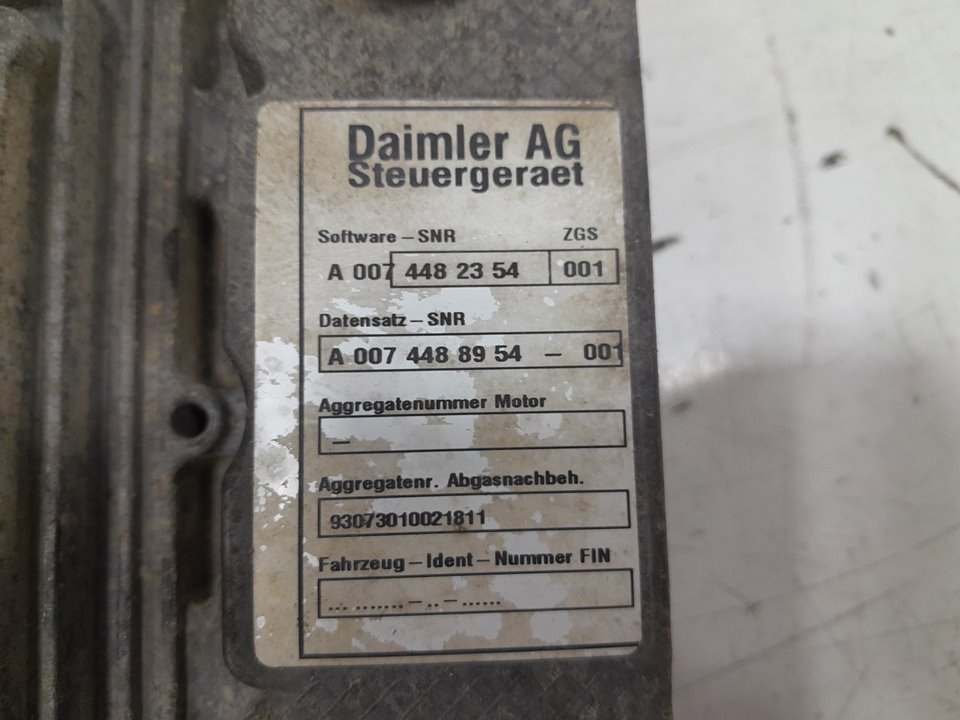 Daimler AG
Steuergeraet
Software - SNR ZGS
A 007 448 23 54 001
Datensatz - SNR
A 007 448 89 54 - 001
Aggregatenummer Motor
-
Aggregatenr. Abgasnachbeh.
93073010021811
Fahrzeug - Ident - Nummer FIN
... ........ - .. - ......